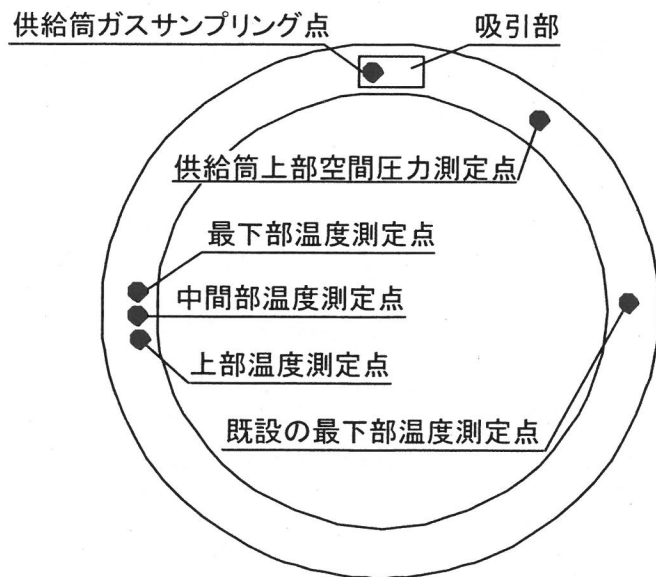 供給筒ガスサンプリング点
吸引部
供給筒上部空間圧力測定点
最下部温度測定点
中間部温度測定点
上部温度測定点
既設の最下部温度測定点